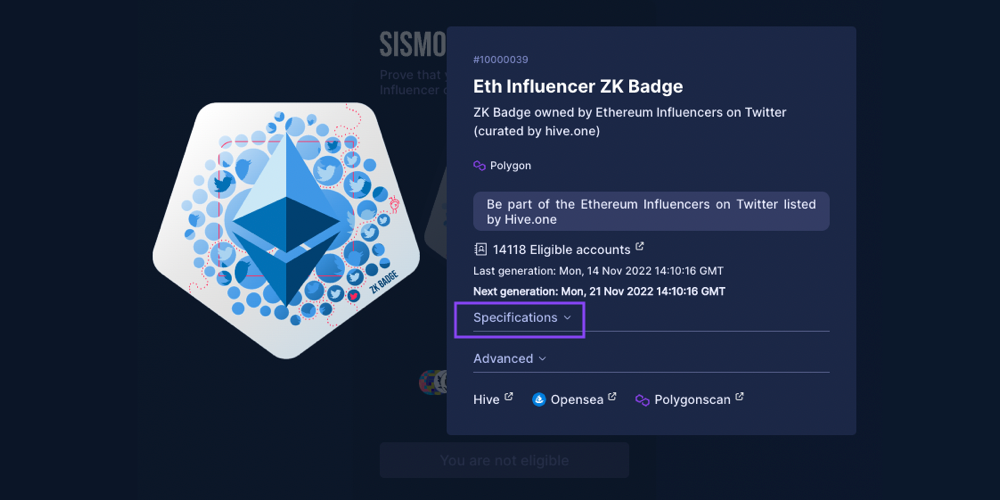 SISMO
Prove that
Influencer
#10000039
Eth Influencer ZK Badge
ZK Badge owned by Ethereum Influencers on Twitter
(curated by hive.one)
Polygon
Be part of the Ethereum Influencers on Twitter listed
by Hive.one
14118 Eligible accounts
Last generation: Mon, 14 Nov 2022 14:10:16 GMT
Next generation: Mon, 21 Nov 2022 14:10:16 GMT
Specifications
Advanced
Hive Opensea Polygonscan
ZK BADGE
You are not eligible